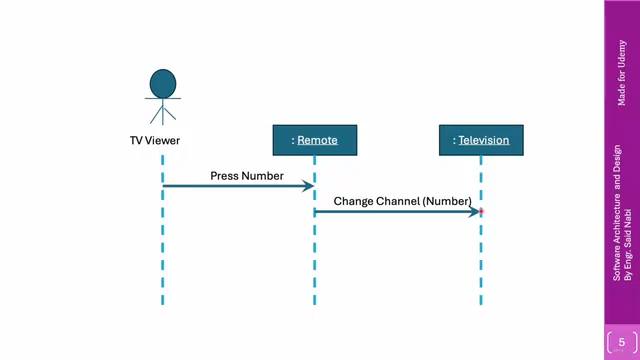 TV Viewer
: Remote
: Television
Press Number
Change Channel (Number)
Made for Udemy
Software Architecture and Design
By Engr. Said Nabi
5